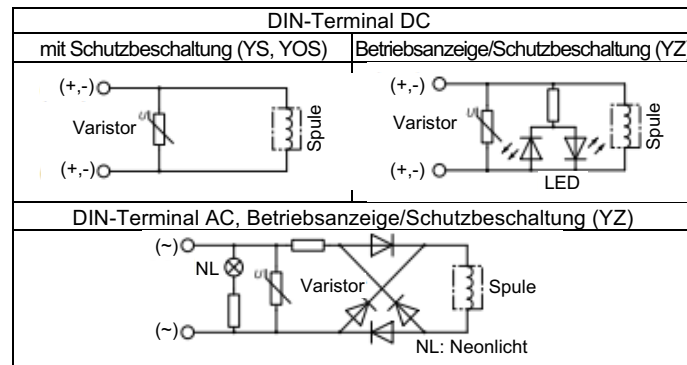 DIN-Terminal DC
mit Schutzbeschaltung (YS, YOS)
Betriebsanzeige/Schutzbeschaltung (YZ)
(+,-)
Varistor
U
Spule
(+,-)
(+,-)
Varistor
U
Spule
(+,-)
LED
DIN-Terminal AC, Betriebsanzeige/Schutzbeschaltung (YZ)
(~)
NL
U
Varistor
Spule
(~)
NL: Neonlicht